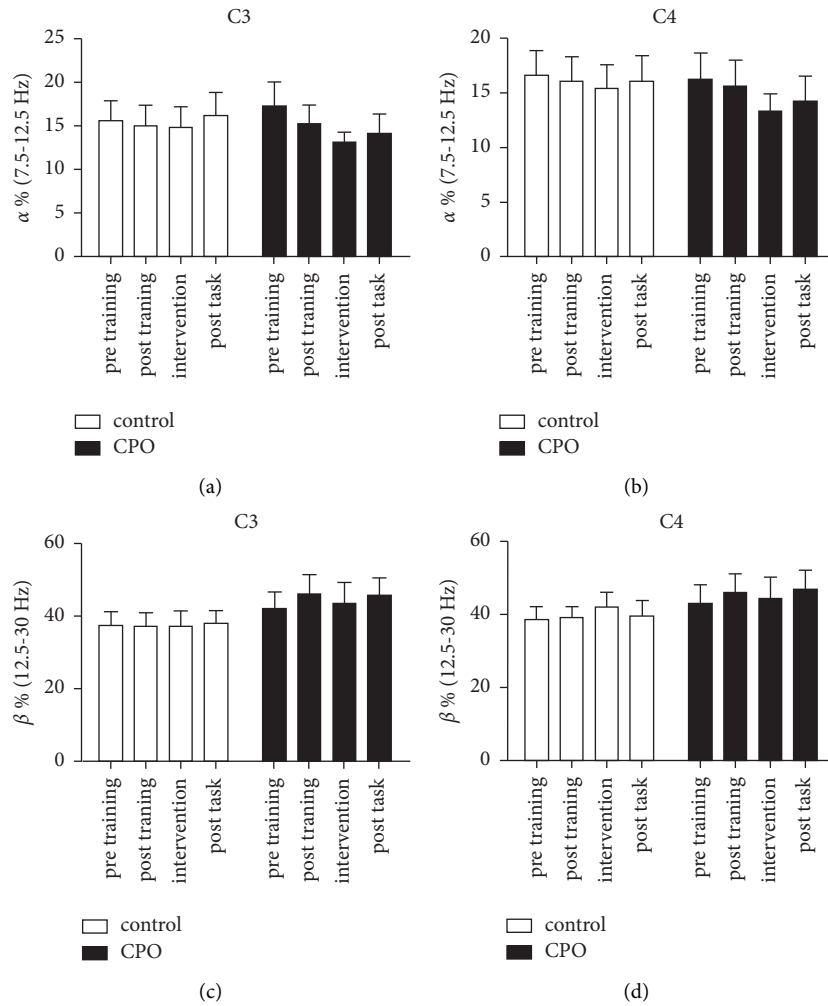 C3
α % (7.5-12.5 Hz)
25
20
15
10
5
0
pre training
post traning
intervention
post task
pre training
post traning
intervention
post task
control
CPO
(a)
C4
α % (7.5-12.5 Hz)
20
15
10
5
0
pre training
post traning
intervention
post task
pre training
post traning
intervention
post task
control
CPO
(b)
C3
β % (12.5-30 Hz)
60
40
20
0
pre training
post traning
intervention
post task
pre training
post traning
intervention
post task
control
CPO
(c)
C4
β % (12.5-30 Hz)
60
40
20
0
pre training
post traning
intervention
post task
pre training
post traning
intervention
post task
control
CPO
(d)